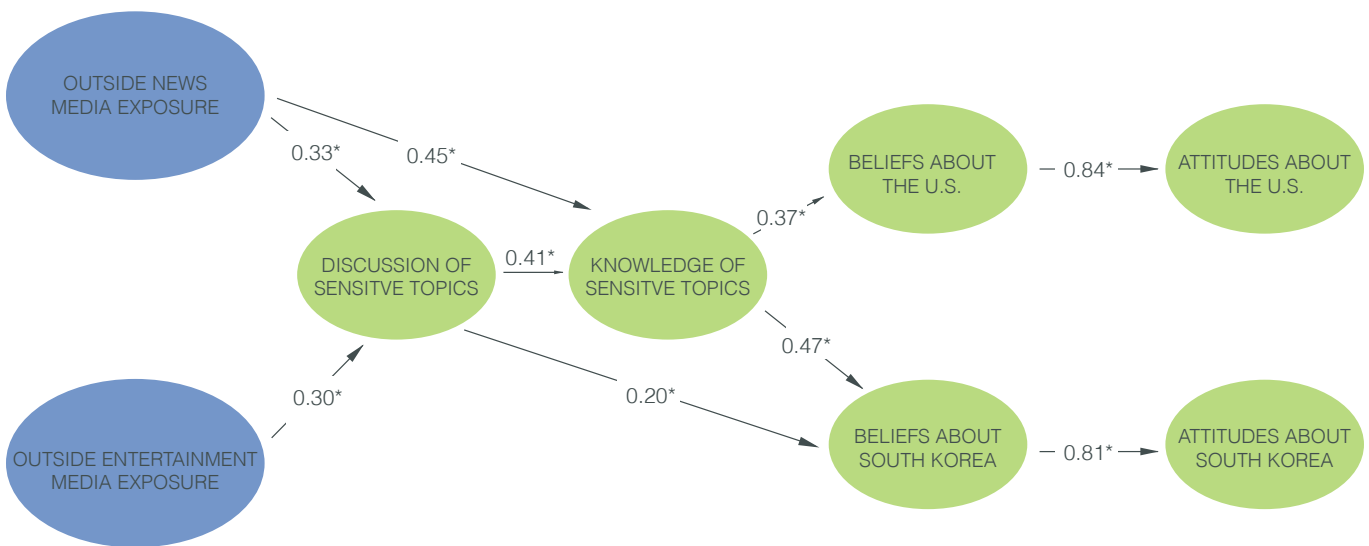 OUTSIDE NEWS
MEDIA EXPOSURE
0.33*
0.45*
BELIEFS ABOUT
THE U.S.
0.84*
ATTITUDES ABOUT
THE U.S.
0.37*
DISCUSSION OF
SENSITVE TOPICS
0.41*
KNOWLEDGE OF
SENSITVE TOPICS
0.47*
0.30*
0.20*
OUTSIDE ENTERTAINMENT
MEDIA EXPOSURE
BELIEFS ABOUT
SOUTH KOREA
0.81*
ATTITUDES ABOUT
SOUTH KOREA